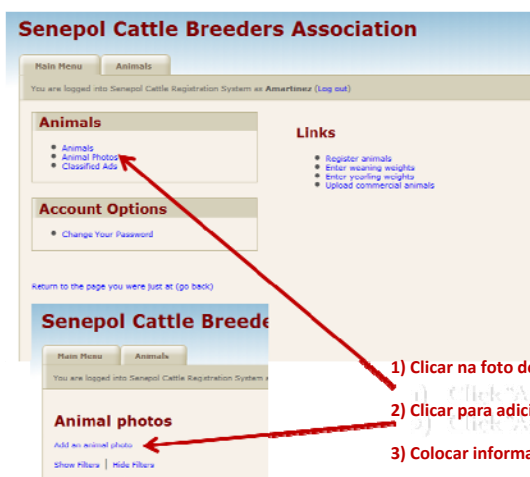 Senepol Cattle Breeders Association
Main Menu Animals
You are logged into Senepol Cattle Registration System as Amartinez (Log out)
Animals
Animals
Animal Photos
Classified Ads
Account Options
Change Your Password
Links
Register animals
Enter weaning weights
Enter yearling weights
Upload commercial animals
Return to the page you were just at (go back)
Senepol Cattle Breede
Main Menu Animals
You are logged into Senepol Cattle Registration System a
Animal photos
Add an animal photo
Show Filters | Hide Filters
1) Clicar na foto de
2) Clicar para adici
3) Colocar informa